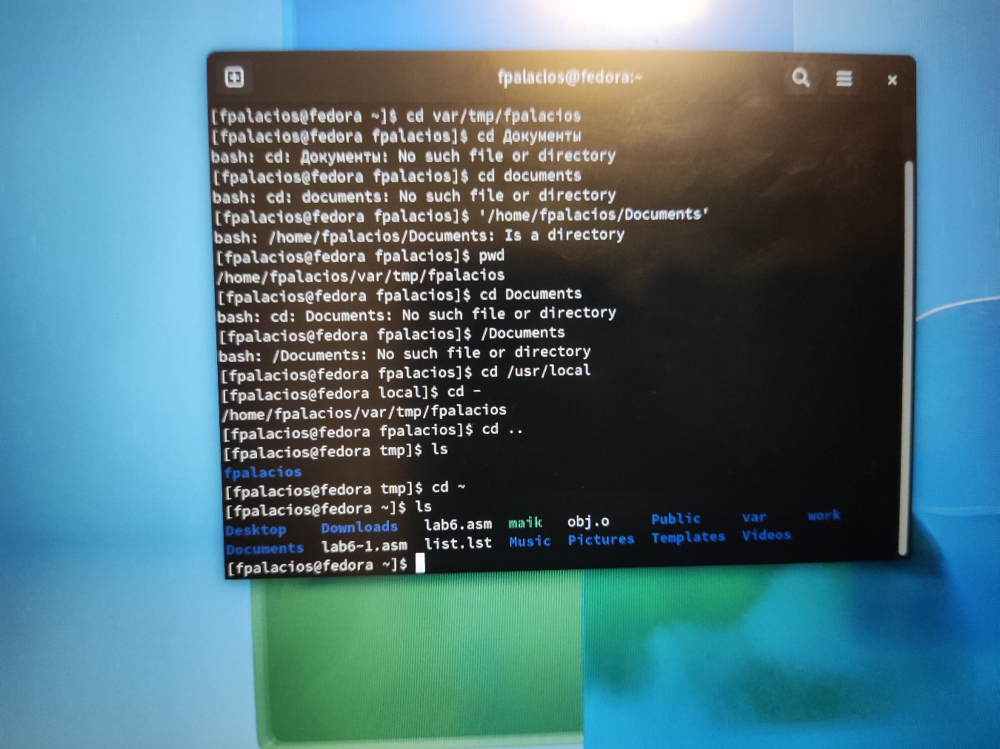 fpalacios@fedora:~
[fpalacios@fedora ~]$ cd var/tmp/fpalacios
[fpalacios@fedora fpalacios]$ cd Документы
bash: cd: Документы: No such file or directory
[fpalacios@fedora fpalacios]$ cd documents
bash: cd: documents: No such file or directory
[fpalacios@fedora fpalacios]$ '/home/fpalacios/Documents'
bash: /home/fpalacios/Documents: Is a directory
[fpalacios@fedora fpalacios]$ pwd
/home/fpalacios/var/tmp/fpalacios
[fpalacios@fedora fpalacios]$ cd Documents
bash: cd: Documents: No such file or directory
[fpalacios@fedora fpalacios]$ /Documents
bash: /Documents: No such file or directory
[fpalacios@fedora fpalacios]$ cd /usr/local
[fpalacios@fedora local]$ cd -
/home/fpalacios/var/tmp/fpalacios
[fpalacios@fedora fpalacios]$ cd ..
[fpalacios@fedora tmp]$ ls
fpalacios
[fpalacios@fedora tmp]$ cd ~
[fpalacios@fedora ~]$ ls
Desktop Downloads lab6.asm maik obj.o Public var work
Documents lab6-1.asm list.lst Music Pictures Templates Videos
[fpalacios@fedora ~]$